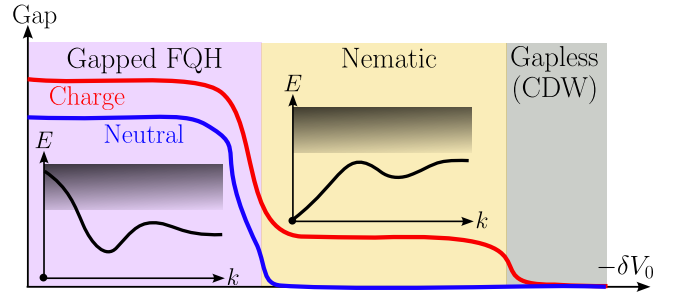 Gap
Gapped FQH
Nematic
Gapless
(CDW)
Charge
Neutral
E
k
E
k
−δV₀